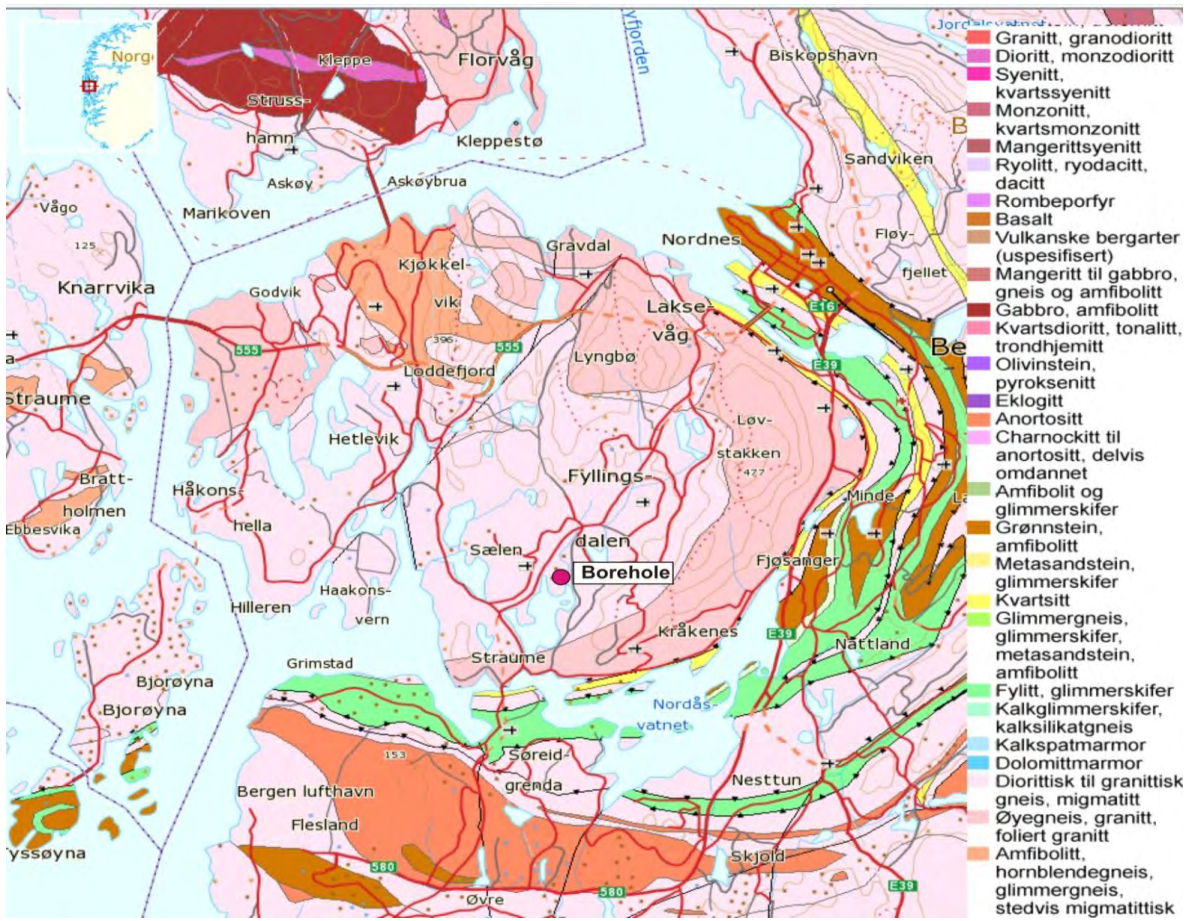 Norge
yfjorden
Jordalsvatnet
Kleppe
Florvåg
Biskopshavn
Struss-
hamn
Kleppestø
Sandviken
Askøy
Askøybrua
Vågo
Marikoven
Nordnes
Fløy-
125
Gravdal
fjellet
Kjøkkel-
Knarrvika
Godvik
vik
Lakse-
E16
våg
396
555
555
Lyngbø
Be
Loddefjord
E39
Straume
Løv-
Hetlevik
stakken
Fyllings-
477
Bratt-
Håkons-
Minde
La
holmen
Ebbesvika
hella
dalen
Sælen
Fjøsanger
Borehole
Haakons-
Hilleren
vern
Kråkenes
E39
Nattland
Straume
Grimstad
Bjorøyna
Nordås-
Bjorøyna
vatnet
153
Søreid-
Nesttun
Bergen lufthavn
grenda
Flesland
yssøyna
580
Skjold
580
E39
Øvre
Granitt, granodioritt
Dioritt, monzodioritt
Syenitt,
kvartssyenitt
Monzonitt,
kvartsmonzonitt
Mangerittsyenitt
Ryolitt, ryodacitt,
dacitt
Rombeporfyr
Basalt
Vulkanske bergarter
(uspesifisert)
Mangeritt til gabbro,
gneis og amfibolitt
Gabbro, amfibolitt
Kvartsdioritt, tonalitt,
trondhjemitt
Olivinstein,
pyroksenitt
Eklogitt
Anortositt
Charnockitt til
anortositt, delvis
omdannet
Amfibolit og
glimmerskifer
Grønnstein,
amfibolitt
Metasandstein,
glimmerskifer
Kvartsitt
Glimmergneis,
glimmerskifer,
metasandstein,
amfibolitt
Fylitt, glimmerskifer
Kalkglimmerskifer,
kalksilikatgneis
Kalkspatmarmor
Dolomittmarmor
Diorittisk til granittisk
gneis, migmatitt
Øyegneis, granitt,
foliert granitt
Amfibolitt,
hornblendegneis,
glimmergneis,
stedvis migmatittisk